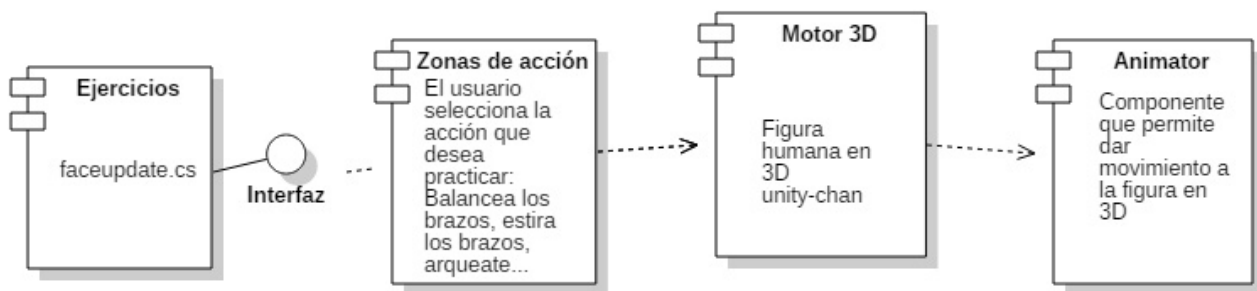 Ejercicios
faceupdate.cs
Interfaz
Zonas de acción
El usuario
selecciona la
acción que
desea
practicar:
Balancea los
brazos, estira
los brazos,
arqueate...
Motor 3D
Figura
humana en
3D
unity-chan
Animator
Componente
que permite
dar
movimiento a
la figura en
3D